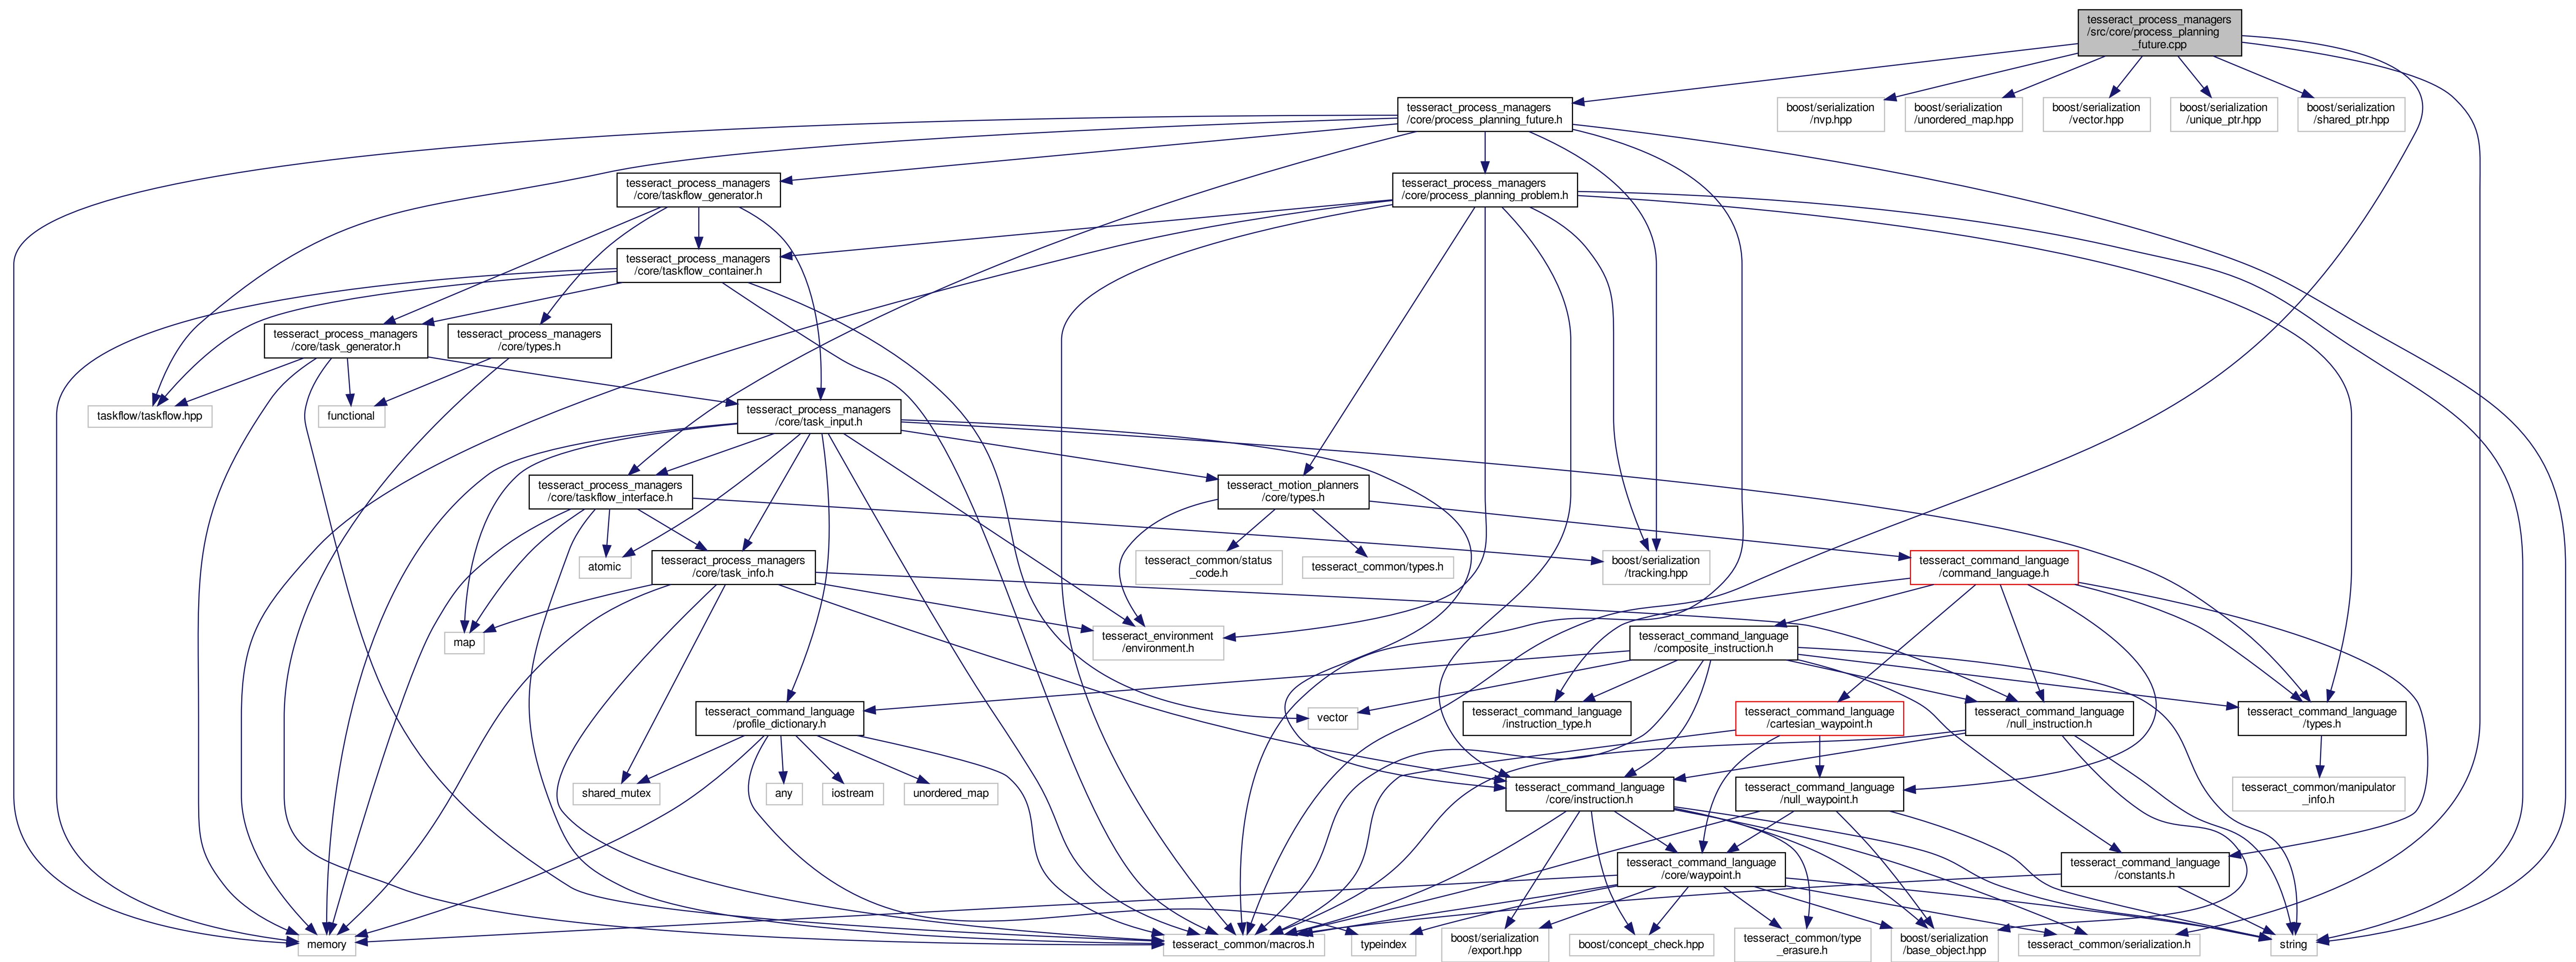 tesseract_process_managers
/src/core/process_planning
_future.cpp
tesseract_process_managers
/core/process_planning_future.h
boost/serialization
/nvp.hpp
boost/serialization
/unordered_map.hpp
boost/serialization
/vector.hpp
boost/serialization
/unique_ptr.hpp
boost/serialization
/shared_ptr.hpp
tesseract_process_managers
/core/taskflow_generator.h
tesseract_process_managers
/core/process_planning_problem.h
tesseract_process_managers
/core/taskflow_container.h
tesseract_process_managers
/core/task_generator.h
tesseract_process_managers
/core/types.h
taskflow/taskflow.hpp
functional
tesseract_process_managers
/core/task_input.h
tesseract_process_managers
/core/taskflow_interface.h
tesseract_motion_planners
/core/types.h
atomic
tesseract_process_managers
/core/task_info.h
tesseract_common/status
_code.h
tesseract_common/types.h
boost/serialization
/tracking.hpp
tesseract_command_language
/command_language.h
map
tesseract_environment
/environment.h
tesseract_command_language
/composite_instruction.h
tesseract_command_language
/profile_dictionary.h
vector
tesseract_command_language
/instruction_type.h
tesseract_command_language
/cartesian_waypoint.h
tesseract_command_language
/null_instruction.h
tesseract_command_language
/types.h
shared_mutex
any
iostream
unordered_map
tesseract_command_language
/core/instruction.h
tesseract_command_language
/null_waypoint.h
tesseract_common/manipulator
_info.h
tesseract_command_language
/core/waypoint.h
tesseract_command_language
/constants.h
memory
tesseract_common/macros.h
typeindex
boost/serialization
/export.hpp
boost/concept_check.hpp
tesseract_common/type
_erasure.h
boost/serialization
/base_object.hpp
tesseract_common/serialization.h
string